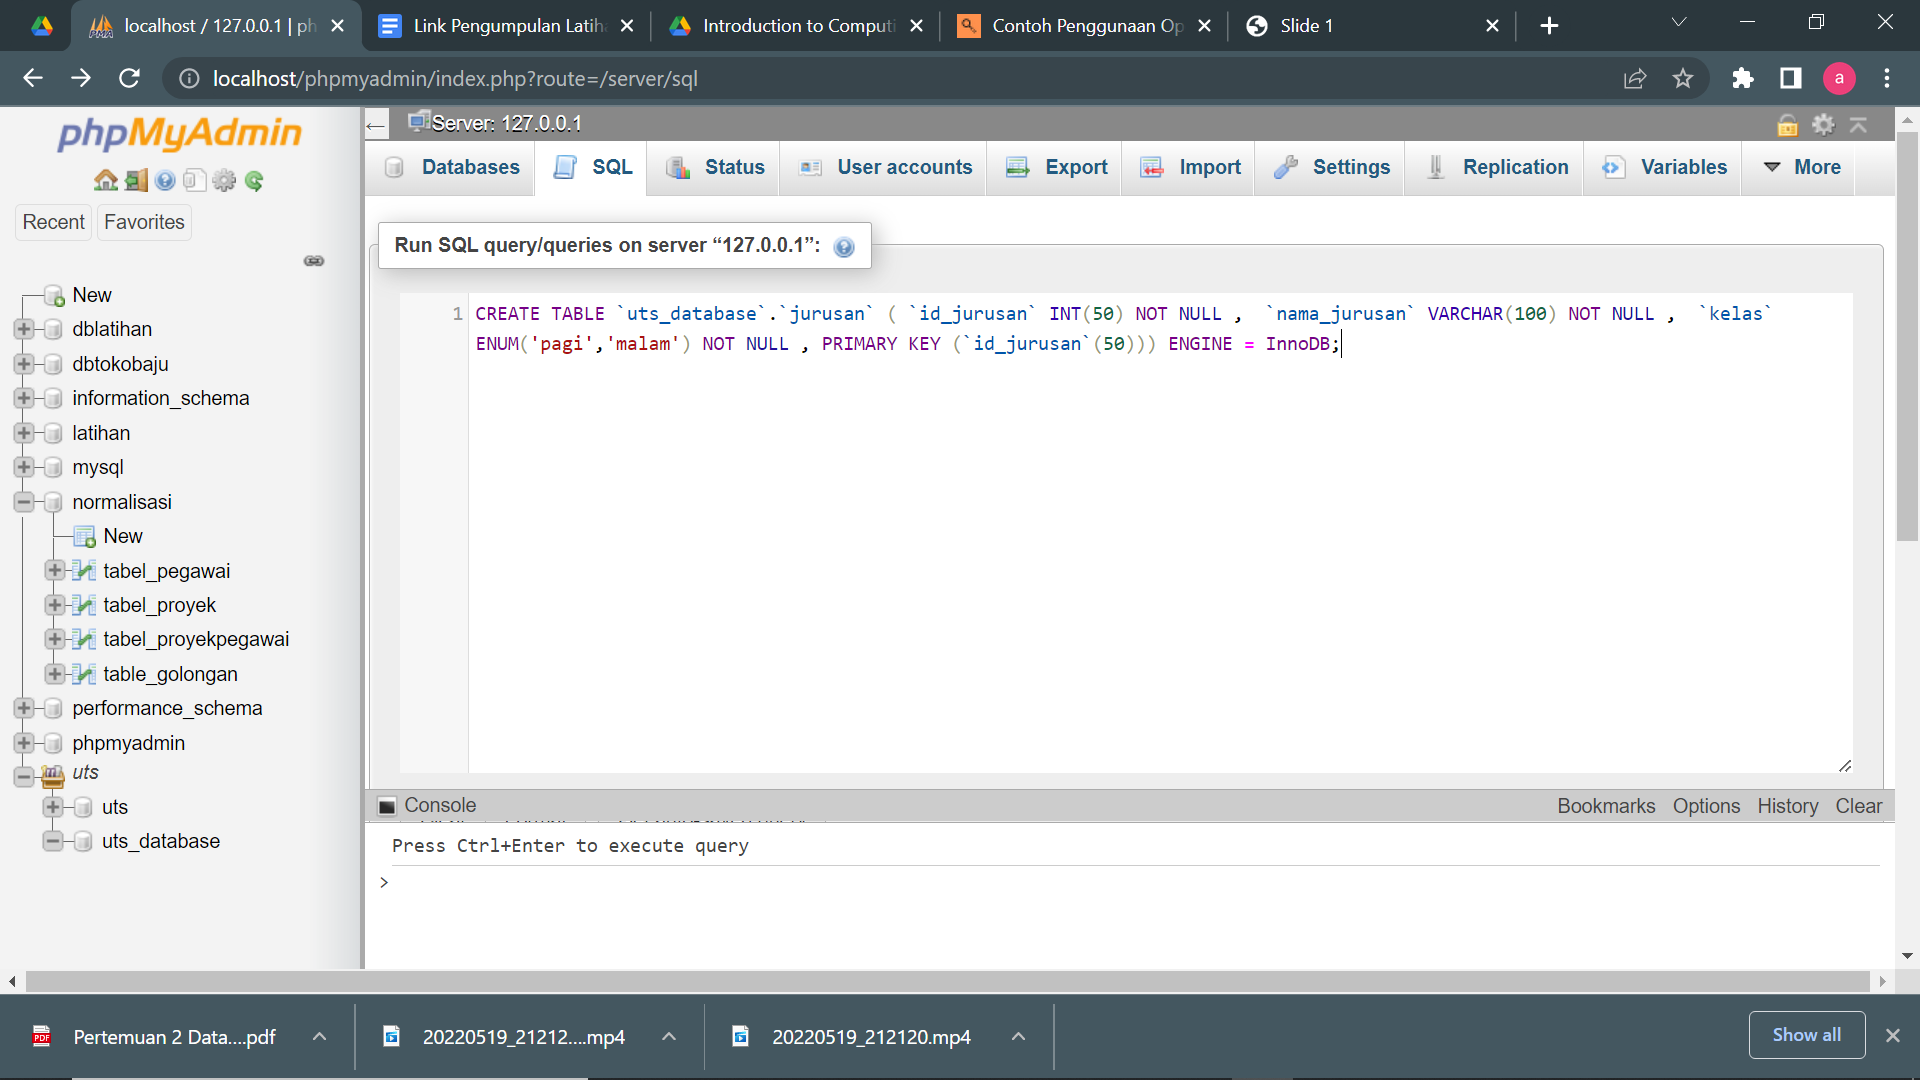 localhost / 127.0.0.1 | ph
Link Pengumpulan Latih
Introduction to Computi
Contoh Penggunaan Op
Slide 1
localhost/phpmyadmin/index.php?route=/server/sql
a
phpMyAdmin
Recent
Favorites
New
dblatihan
dbtokobaju
information_schema
latihan
mysql
normalisasi
New
tabel_pegawai
tabel_proyek
tabel_proyekpegawai
table_golongan
performance_schema
phpmyadmin
uts
uts
uts_database
Server: 127.0.0.1
Databases
SQL
Status
User accounts
Export
Import
Settings
Replication
Variables
More
Run SQL query/queries on server “127.0.0.1”:
1
CREATE TABLE `uts_database`.`jurusan` ( `id_jurusan` INT(50) NOT NULL , `nama_jurusan` VARCHAR(100) NOT NULL , `kelas`
ENUM('pagi','malam') NOT NULL , PRIMARY KEY (`id_jurusan`(50))) ENGINE = InnoDB;
Console
Bookmarks
Options
History
Clear
Press Ctrl+Enter to execute query
>
Pertemuan 2 Data....pdf
20220519_21212....mp4
20220519_212120.mp4
Show all